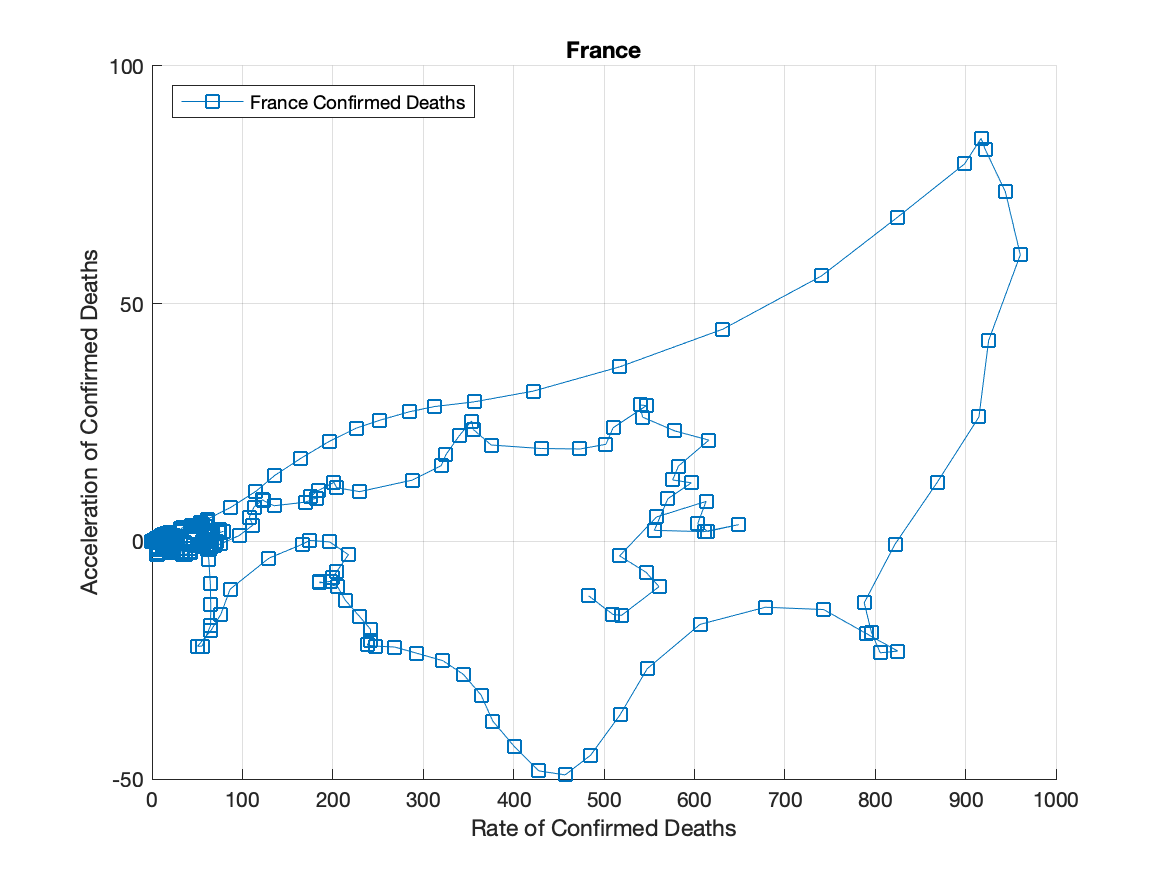 France
100
France Confirmed Deaths
50
0
-50
Acceleration of Confirmed Deaths
0 100 200 300 400 500 600 700 800 900 1000
Rate of Confirmed Deaths